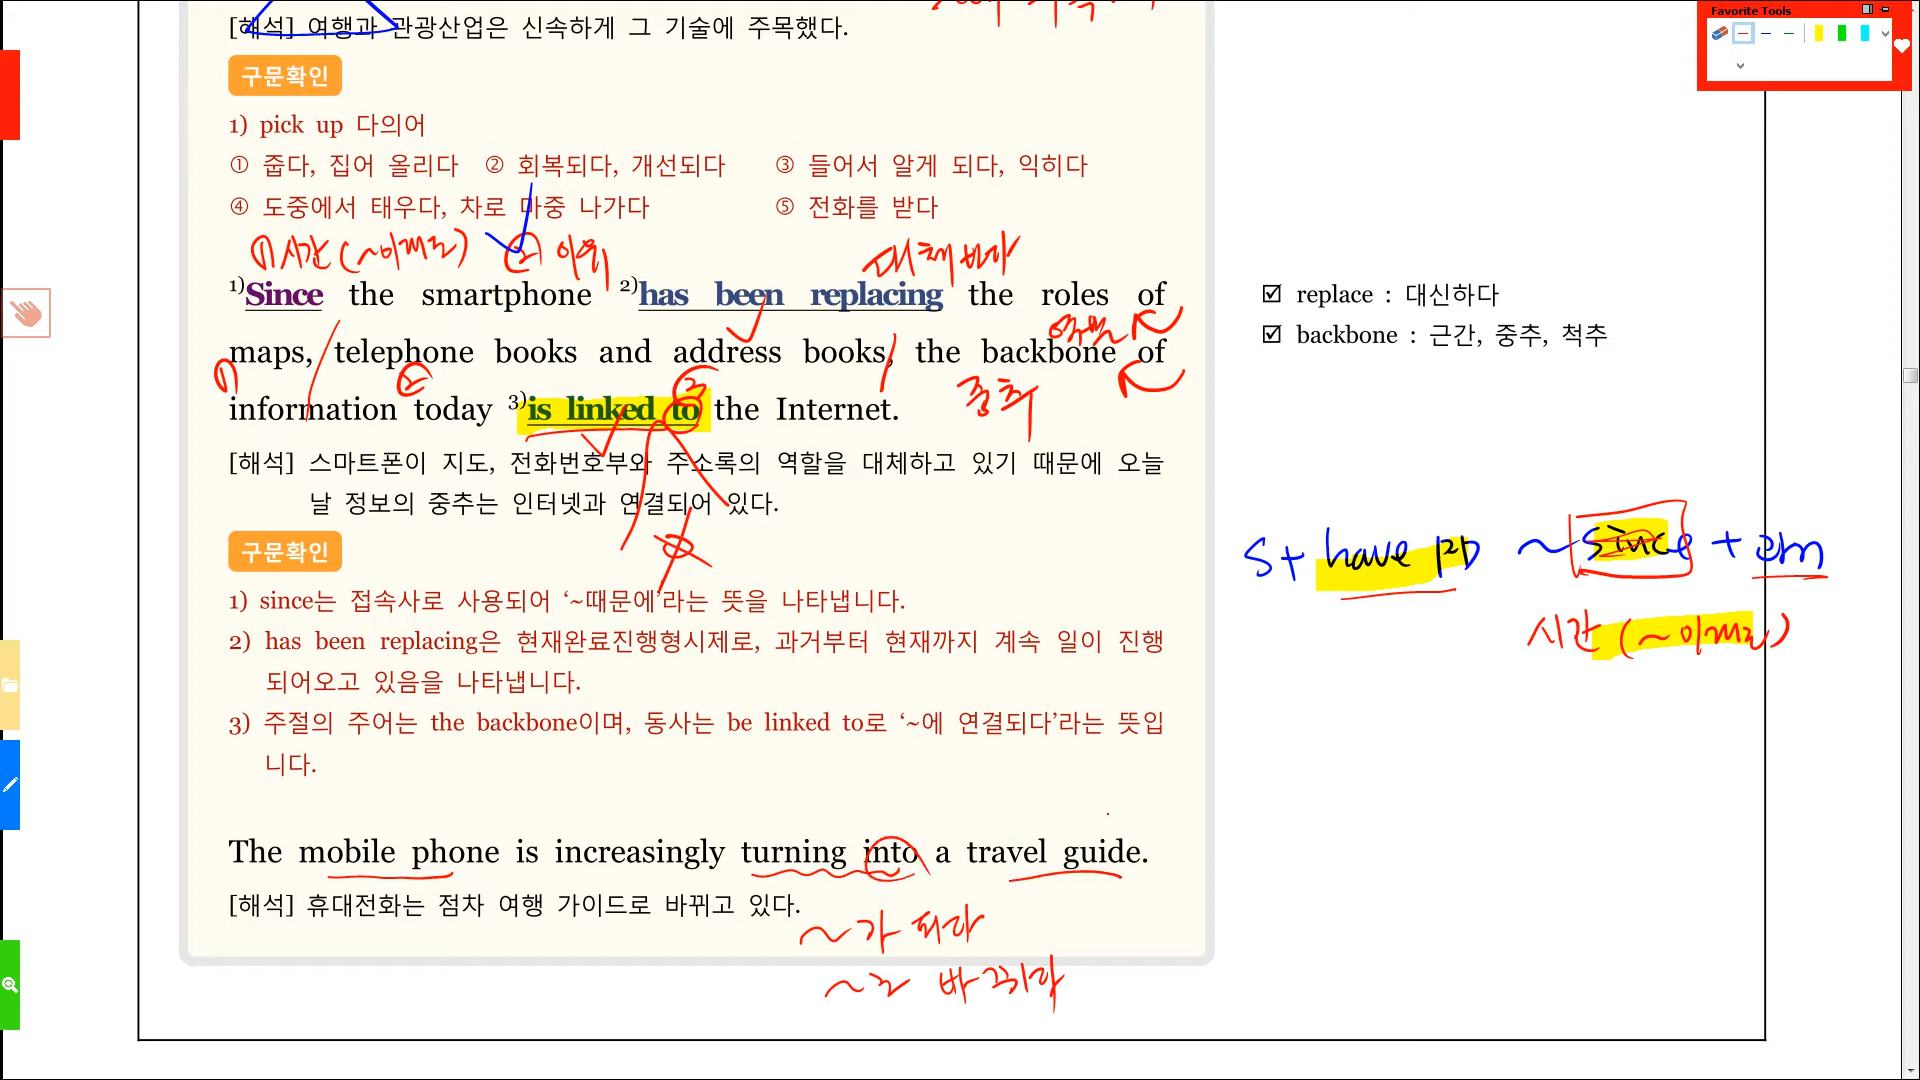 Favorite Tools
[해석] 여행과 관광산업은 신속하게 그 기술에 주목했다.
구문확인
1) pick up 다의어
① 줍다, 집어 올리다 ② 회복되다, 개선되다 ③ 들어서 알게 되다, 익히다
④ 도중에서 태우다, 차로 마중 나가다 ⑤ 전화를 받다
① 시간 (~이래로) ② 이유
대체하다
1)Since the smartphone 2)has been replacing the roles of
역할
maps, telephone books and address books, the backbone of
① ② ③ 중추
information today 3)is linked to the Internet.
[해석] 스마트폰이 지도, 전화번호부와 주소록의 역할을 대체하고 있기 때문에 오늘
날 정보의 중추는 인터넷과 연결되어 있다.
구문확인
1) since는 접속사로 사용되어 ‘~때문에’라는 뜻을 나타냅니다.
2) has been replacing은 현재완료진행형시제로, 과거부터 현재까지 계속 일이 진행
되어오고 있음을 나타냅니다.
3) 주절의 주어는 the backbone이며, 동사는 be linked to로 ‘~에 연결되다’라는 뜻입
니다.
The mobile phone is increasingly turning into a travel guide.
[해석] 휴대전화는 점차 여행 가이드로 바뀌고 있다.
~가 되다
~로 바뀌다
☑ replace : 대신하다
☑ backbone : 근간, 중추, 척추
S+ have PP ~ since +
시간 (~이래로)